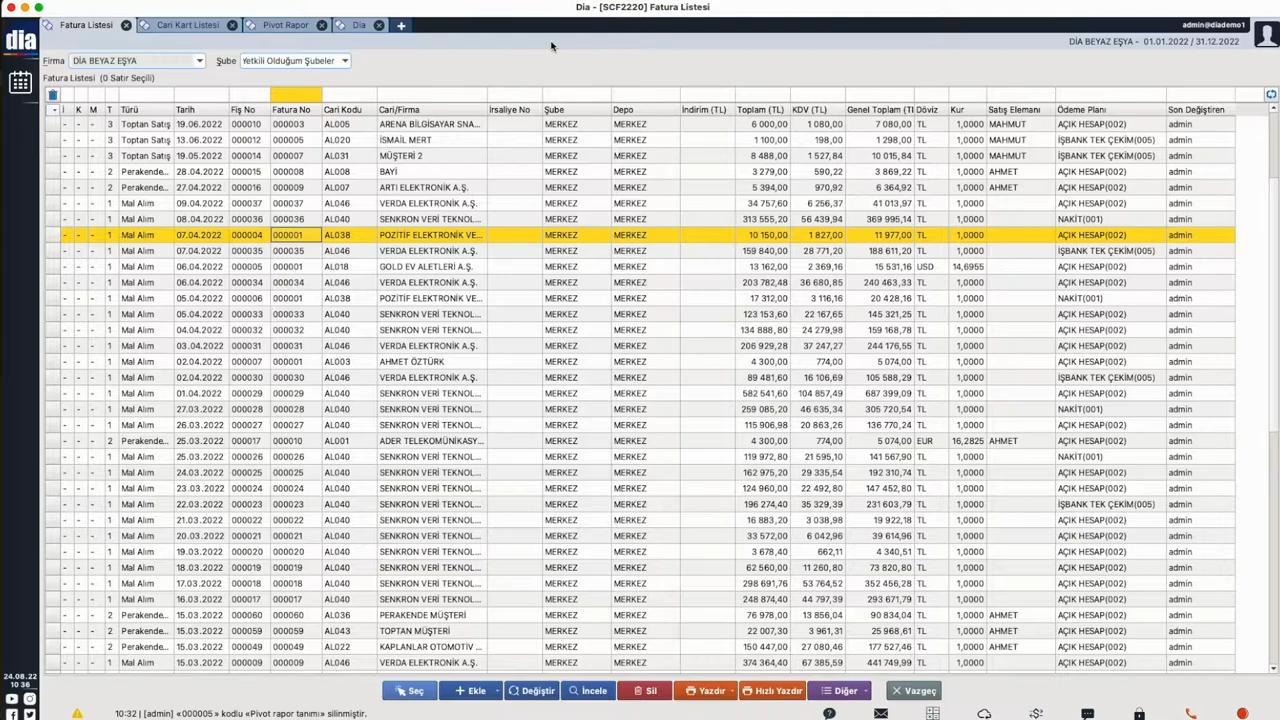 Dia - [SCF2220] Fatura Listesi
Fatura Listesi Cari Kart Listesi Pivot Rapor Dia
admin@diademo1
dia
DİA BEYAZ EŞYA - 01.01.2022 / 31.12.2022
Firma DİA BEYAZ EŞYA Şube Yetkili Olduğum Şubeler
Fatura Listesi (0 Satır Seçili)
İ K M T Türü Tarih Fiş No Fatura No Cari Kodu Cari/Firma İrsaliye No Şube Depo İndirim (TL) Toplam (TL) KDV (TL) Genel Toplam (TL Döviz Kur Satış Elemanı Ödeme Planı Son Değiştiren
- - - 3 Toptan Satış 19.06.2022 000010 000003 AL005 ARENA BİLGİSAYAR SNA... MERKEZ MERKEZ 6 000,00 1 080,00 7 080,00 TL 1,0000 MAHMUT AÇIK HESAP(002) admin
- - - 3 Toptan Satış 13.06.2022 000012 000005 AL020 İSMAİL MERT MERKEZ MERKEZ 1 100,00 198,00 1 298,00 TL 1,0000 MAHMUT İŞBANK TEK ÇEKİM(005) admin
- - - 3 Toptan Satış 19.05.2022 000014 000007 AL031 MÜŞTERİ 2 MERKEZ MERKEZ 8 488,00 1 527,84 10 015,84 TL 1,0000 MAHMUT İŞBANK TEK ÇEKİM(005) admin
- - - 2 Perakende... 28.04.2022 000015 000008 AL008 BAYİ MERKEZ MERKEZ 3 279,00 590,22 3 869,22 TL 1,0000 AHMET AÇIK HESAP(002) admin
- - - 2 Perakende... 27.04.2022 000016 000009 AL007 ARTI ELEKTRONİK A.Ş. MERKEZ MERKEZ 5 394,00 970,92 6 364,92 TL 1,0000 AHMET AÇIK HESAP(002) admin
- - - 1 Mal Alım 09.04.2022 000037 000037 AL046 VERDA ELEKTRONİK A.Ş. MERKEZ MERKEZ 34 757,60 6 256,37 41 013,97 TL 1,0000 AÇIK HESAP(002) admin
- - - 1 Mal Alım 08.04.2022 000036 000036 AL040 SENKRON VERİ TEKNOL... MERKEZ MERKEZ 313 555,20 56 439,94 369 995,14 TL 1,0000 NAKİT(001) admin
- - - 1 Mal Alım 07.04.2022 000004 000001 AL038 POZİTİF ELEKTRONİK VE... MERKEZ MERKEZ 10 150,00 1 827,00 11 977,00 TL 1,0000 AÇIK HESAP(002) admin
- - - 1 Mal Alım 07.04.2022 000035 000035 AL046 VERDA ELEKTRONİK A.Ş. MERKEZ MERKEZ 159 840,00 28 771,20 188 611,20 TL 1,0000 İŞBANK TEK ÇEKİM(005) admin
- - - 1 Mal Alım 06.04.2022 000005 000001 AL018 GOLD EV ALETLERİ A.Ş. MERKEZ MERKEZ 13 162,00 2 369,16 15 531,16 USD 14,6955 AÇIK HESAP(002) admin
- - - 1 Mal Alım 06.04.2022 000034 000034 AL046 VERDA ELEKTRONİK A.Ş. MERKEZ MERKEZ 203 782,48 36 680,85 240 463,33 TL 1,0000 AÇIK HESAP(002) admin
- - - 1 Mal Alım 05.04.2022 000006 000001 AL038 POZİTİF ELEKTRONİK VE... MERKEZ MERKEZ 17 312,00 3 116,16 20 428,16 TL 1,0000 NAKİT(001) admin
- - - 1 Mal Alım 05.04.2022 000033 000033 AL040 SENKRON VERİ TEKNOL... MERKEZ MERKEZ 123 153,60 22 167,65 145 321,25 TL 1,0000 AÇIK HESAP(002) admin
- - - 1 Mal Alım 04.04.2022 000032 000032 AL040 SENKRON VERİ TEKNOL... MERKEZ MERKEZ 134 888,80 24 279,98 159 168,78 TL 1,0000 AÇIK HESAP(002) admin
- - - 1 Mal Alım 03.04.2022 000031 000031 AL046 VERDA ELEKTRONİK A.Ş. MERKEZ MERKEZ 206 929,28 37 247,27 244 176,55 TL 1,0000 AÇIK HESAP(002) admin
- - - 1 Mal Alım 02.04.2022 000007 000001 AL003 AHMET ÖZTÜRK MERKEZ MERKEZ 4 300,00 774,00 5 074,00 TL 1,0000 AÇIK HESAP(002) admin
- - - 1 Mal Alım 02.04.2022 000030 000030 AL046 VERDA ELEKTRONİK A.Ş. MERKEZ MERKEZ 89 481,60 16 106,69 105 588,29 TL 1,0000 İŞBANK TEK ÇEKİM(005) admin
- - - 1 Mal Alım 01.04.2022 000029 000029 AL040 SENKRON VERİ TEKNOL... MERKEZ MERKEZ 582 541,60 104 857,49 687 399,09 TL 1,0000 AÇIK HESAP(002) admin
- - - 1 Mal Alım 27.03.2022 000028 000028 AL040 SENKRON VERİ TEKNOL... MERKEZ MERKEZ 259 085,20 46 635,34 305 720,54 TL 1,0000 NAKİT(001) admin
- - - 1 Mal Alım 26.03.2022 000027 000027 AL040 SENKRON VERİ TEKNOL... MERKEZ MERKEZ 115 906,98 20 863,26 136 770,24 TL 1,0000 AÇIK HESAP(002) admin
- - - 2 Perakende... 25.03.2022 000017 000010 AL001 ADER TELEKOMÜNİKASY... MERKEZ MERKEZ 4 300,00 774,00 5 074,00 EUR 16,2825 AHMET AÇIK HESAP(002) admin
- - - 1 Mal Alım 25.03.2022 000026 000026 AL040 SENKRON VERİ TEKNOL... MERKEZ MERKEZ 119 972,80 21 595,10 141 567,90 TL 1,0000 NAKİT(001) admin
- - - 1 Mal Alım 24.03.2022 000025 000025 AL040 SENKRON VERİ TEKNOL... MERKEZ MERKEZ 162 975,20 29 335,54 192 310,74 TL 1,0000 AÇIK HESAP(002) admin
- - - 1 Mal Alım 23.03.2022 000024 000024 AL040 SENKRON VERİ TEKNOL... MERKEZ MERKEZ 124 960,00 22 492,80 147 452,80 TL 1,0000 AÇIK HESAP(002) admin
- - - 1 Mal Alım 22.03.2022 000023 000023 AL040 SENKRON VERİ TEKNOL... MERKEZ MERKEZ 196 274,40 35 329,39 231 603,79 TL 1,0000 İŞBANK TEK ÇEKİM(005) admin
- - - 1 Mal Alım 21.03.2022 000022 000022 AL040 SENKRON VERİ TEKNOL... MERKEZ MERKEZ 16 883,20 3 038,98 19 922,18 TL 1,0000 AÇIK HESAP(002) admin
- - - 1 Mal Alım 20.03.2022 000021 000021 AL040 SENKRON VERİ TEKNOL... MERKEZ MERKEZ 33 572,00 6 042,96 39 614,96 TL 1,0000 AÇIK HESAP(002) admin
- - - 1 Mal Alım 19.03.2022 000020 000020 AL040 SENKRON VERİ TEKNOL... MERKEZ MERKEZ 3 678,40 662,11 4 340,51 TL 1,0000 AÇIK HESAP(002) admin
- - - 1 Mal Alım 18.03.2022 000019 000019 AL040 SENKRON VERİ TEKNOL... MERKEZ MERKEZ 62 560,00 11 260,80 73 820,80 TL 1,0000 AÇIK HESAP(002) admin
- - - 1 Mal Alım 17.03.2022 000018 000018 AL040 SENKRON VERİ TEKNOL... MERKEZ MERKEZ 298 691,76 53 764,52 352 456,28 TL 1,0000 AÇIK HESAP(002) admin
- - - 1 Mal Alım 16.03.2022 000017 000017 AL040 SENKRON VERİ TEKNOL... MERKEZ MERKEZ 248 874,40 44 797,39 293 671,79 TL 1,0000 AÇIK HESAP(002) admin
- - - 2 Perakende... 15.03.2022 000060 000060 AL036 PERAKENDE MÜŞTERİ MERKEZ MERKEZ 76 978,00 13 856,04 90 834,04 TL 1,0000 AHMET AÇIK HESAP(002) admin
- - - 2 Perakende... 15.03.2022 000059 000059 AL043 TOPTAN MÜŞTERİ MERKEZ MERKEZ 22 007,30 3 961,31 25 968,61 TL 1,0000 AHMET AÇIK HESAP(002) admin
- - - 2 Perakende... 15.03.2022 000049 000049 AL022 KAPLANLAR OTOMOTİV ... MERKEZ MERKEZ 150 447,00 27 080,46 177 527,46 TL 1,0000 AHMET AÇIK HESAP(002) admin
- - - 1 Mal Alım 15.03.2022 000009 000009 AL046 VERDA ELEKTRONİK A.Ş. MERKEZ MERKEZ 374 364,40 67 385,59 441 749,99 TL 1,0000 AÇIK HESAP(002) admin
24.08.22
10 36
Seç Ekle Değiştir İncele Sil Yazdır Hızlı Yazdır Diğer Vazgeç
10:32 | [admin] «000005» kodlu «Pivot rapor tanımı» silinmiştir.